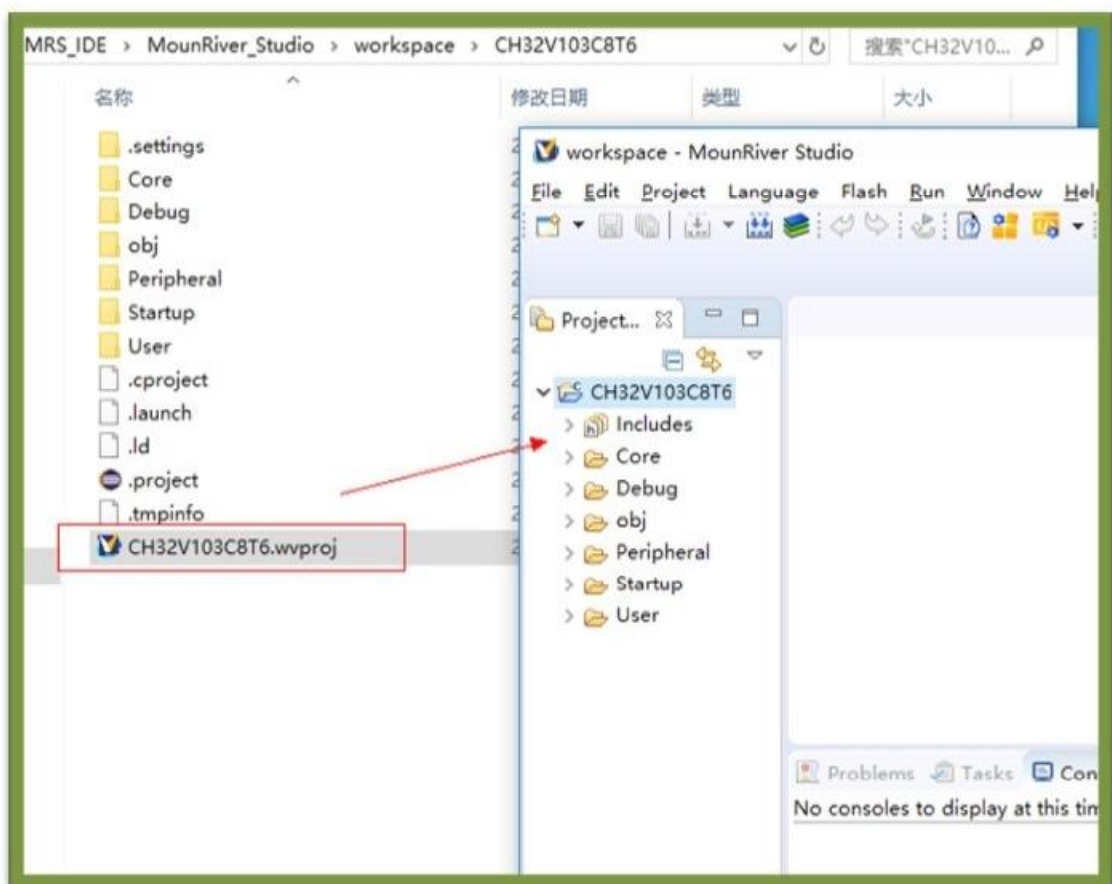 MRS_IDE › MounRiver_Studio › workspace › CH32V103C8T6
搜索"CH32V10...
名称 修改日期 类型 大小
.settings
Core
Debug
obj
Peripheral
Startup
User
.cproject
.launch
.ld
.project
.tmpinfo
CH32V103C8T6.wvproj
workspace - MounRiver Studio
File Edit Project Language Flash Run Window Hel
Project...
CH32V103C8T6
Includes
Core
Debug
obj
Peripheral
Startup
User
Problems Tasks Con
No consoles to display at this tim